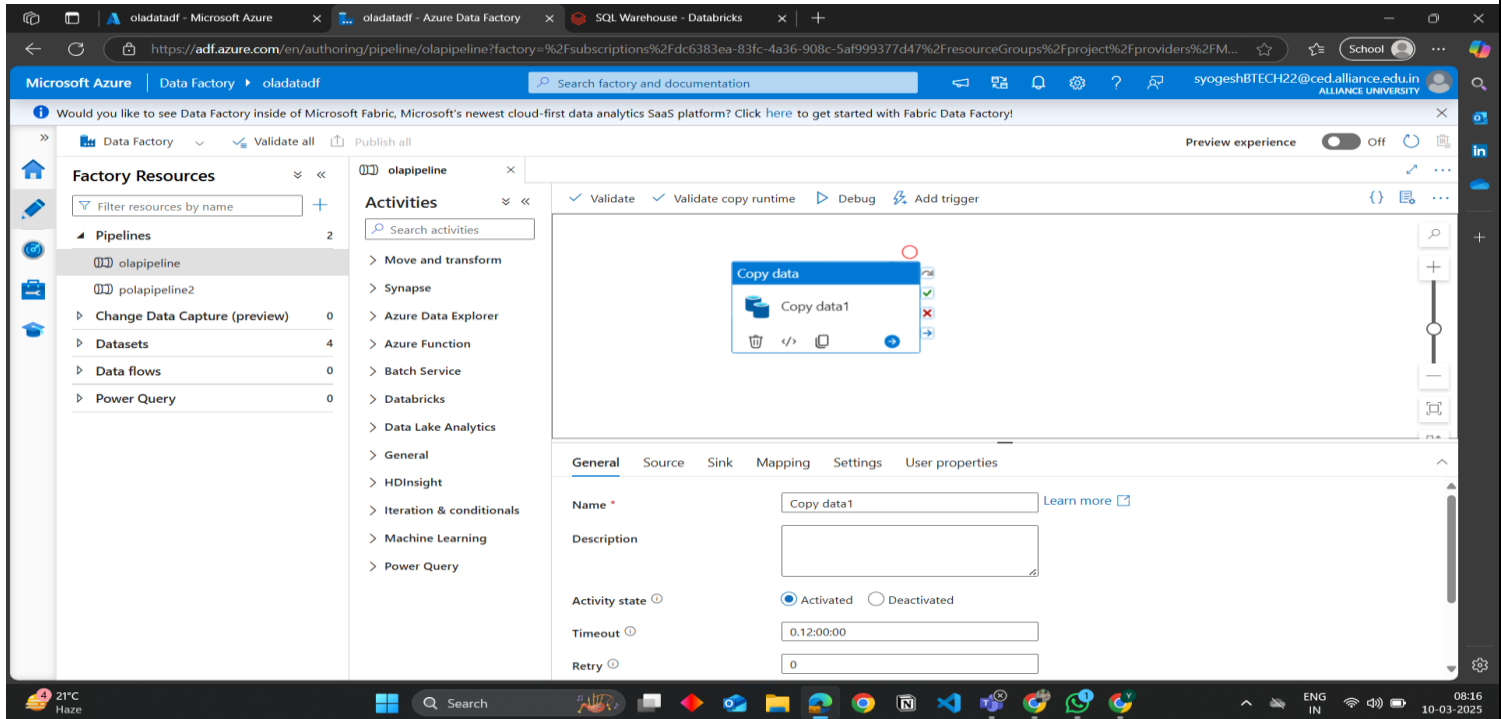 oladatadf - Microsoft Azure
oladatadf - Azure Data Factory
SQL Warehouse - Databricks
https://adf.azure.com/en/authoring/pipeline/olapipeline?factory=%2Fsubscriptions%2Fdc6383ea-83fc-4a36-908c-5af999377d47%2FresourceGroups%2Fproject%2Fproviders%2FM...
School
Microsoft Azure
Data Factory
oladatadf
Search factory and documentation
syogeshBTECH22@ced.alliance.edu.in
ALLIANCE UNIVERSITY
Would you like to see Data Factory inside of Microsoft Fabric, Microsoft's newest cloud-first data analytics SaaS platform? Click here to get started with Fabric Data Factory!
Data Factory
Validate all
Publish all
Preview experience
Off
Factory Resources
Filter resources by name
Pipelines 2
olapipeline
polapipeline2
Change Data Capture (preview) 0
Datasets 4
Data flows 0
Power Query 0
olapipeline
Activities
Search activities
Move and transform
Synapse
Azure Data Explorer
Azure Function
Batch Service
Databricks
Data Lake Analytics
General
HDInsight
Iteration & conditionals
Machine Learning
Power Query
Validate
Validate copy runtime
Debug
Add trigger
Copy data
Copy data1
General
Source
Sink
Mapping
Settings
User properties
Name *
Copy data1
Learn more
Description
Activity state
Activated
Deactivated
Timeout
0.12:00:00
Retry
0
4
21°C
Haze
Search
1
ENG
IN
08:16
10-03-2025